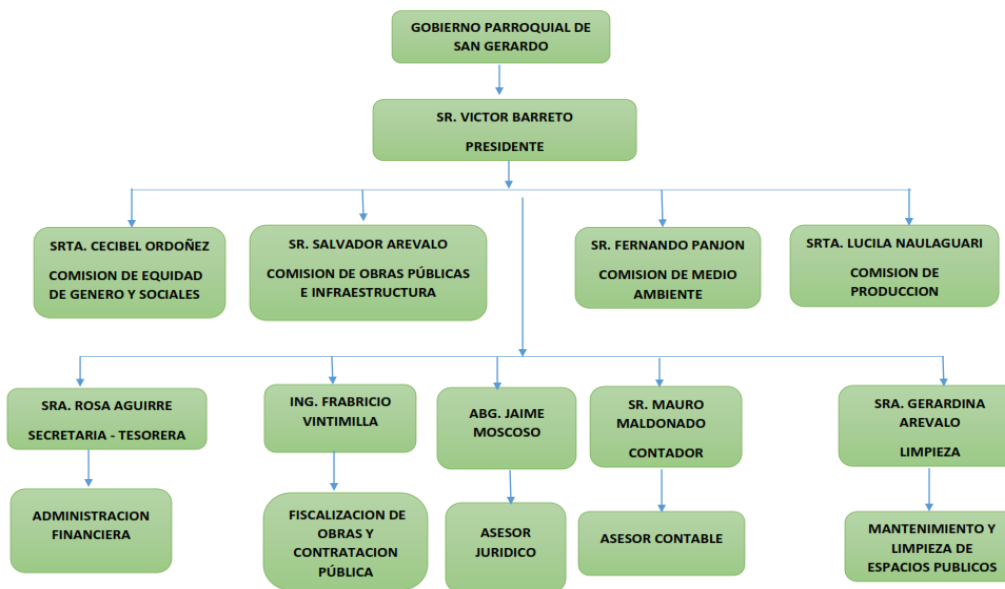 GOBIERNO PARROQUIAL DE
SAN GERARDO
SR. VICTOR BARRETO
PRESIDENTE
SRTA. CECIBEL ORDOÑEZ
COMISION DE EQUIDAD
DE GENERO Y SOCIALES
SR. SALVADOR AREVALO
COMISION DE OBRAS PÚBLICAS
E INFRAESTRUCTURA
SR. FERNANDO PANJON
COMISION DE MEDIO
AMBIENTE
SRTA. LUCILA NAULAGUARI
COMISION DE
PRODUCCION
SRA. ROSA AGUIRRE
SECRETARIA - TESORERA
ING. FRABRICIO
VINTIMILLA
ABG. JAIME
MOSCOSO
SR. MAURO
MALDONADO
CONTADOR
SRA. GERARDINA
AREVALO
LIMPIEZA
ADMINISTRACION
FINANCIERA
FISCALIZACION DE
OBRAS Y
CONTRATACION
PÚBLICA
ASESOR
JURIDICO
ASESOR CONTABLE
MANTENIMIENTO Y
LIMPIEZA DE
ESPACIOS PUBLICOS